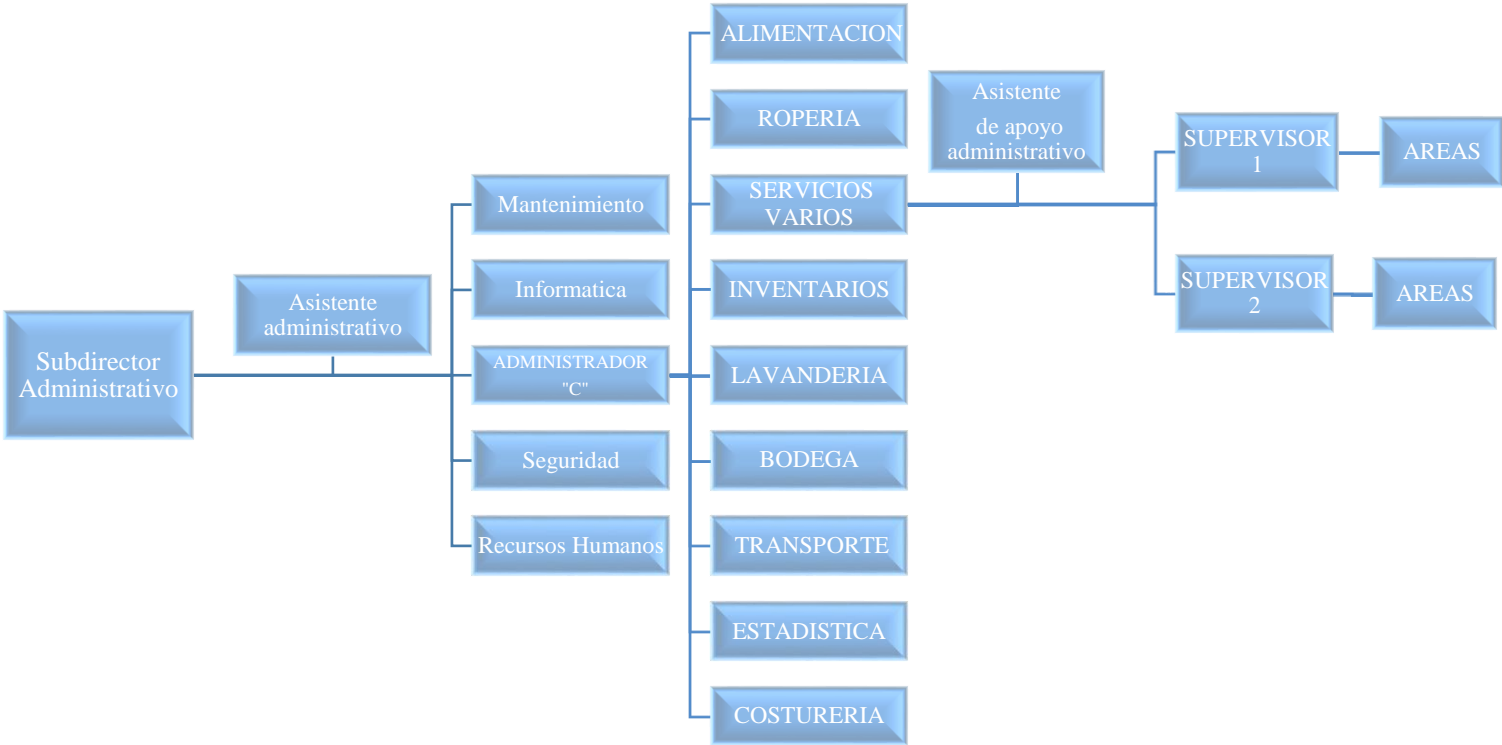 Subdirector
Administrativo
Asistente
administrativo
Mantenimiento
Informatica
ADMINISTRADOR
"C"
Seguridad
Recursos Humanos
ALIMENTACION
ROPERIA
SERVICIOS
VARIOS
INVENTARIOS
LAVANDERIA
BODEGA
TRANSPORTE
ESTADISTICA
COSTURERIA
Asistente
de apoyo
administrativo
SUPERVISOR
1
AREAS
SUPERVISOR
2
AREAS